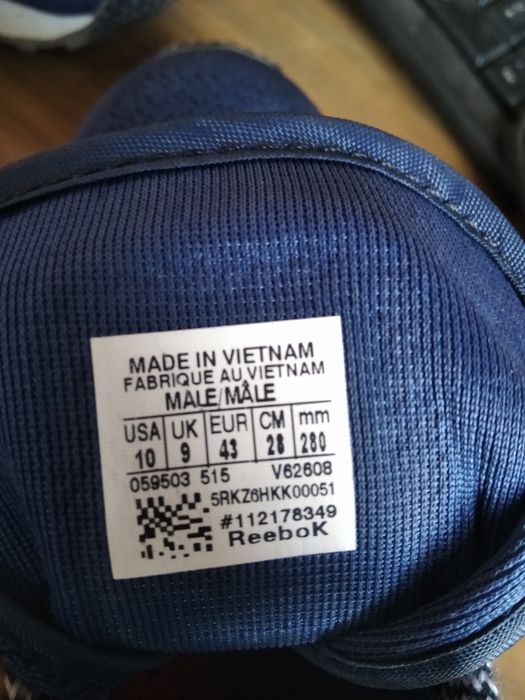 MADE IN VIETNAM
FABRIQUE AU VIETNAM
MALE/MÂLE
USA UK EUR CM mm
10 9 43 28 280
059503 515 V62608
5RKZ6HKK00051
#112178349
ReeboK